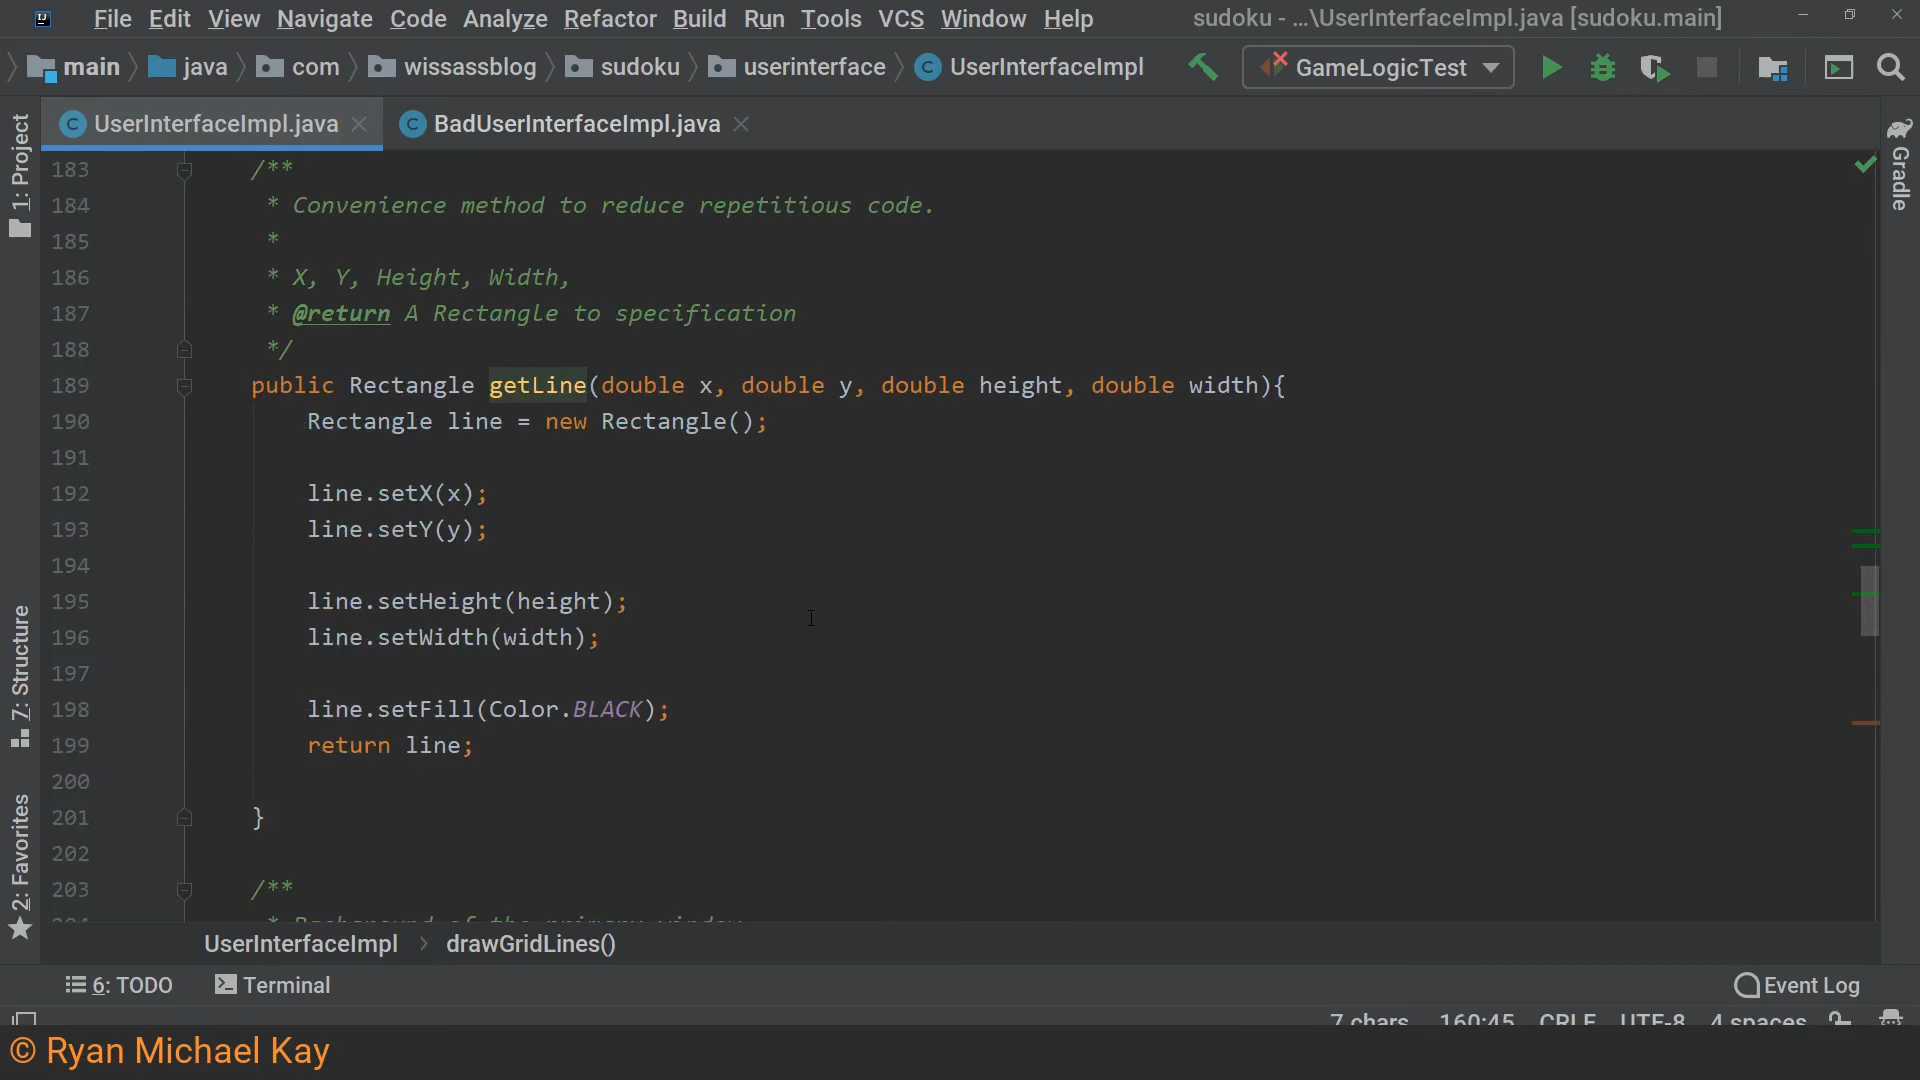 File Edit View Navigate Code Analyze Refactor Build Run Tools VCS Window Help sudoku - ...\UserInterfaceImpl.java [sudoku.main]
main java com wissassblog sudoku userinterface UserInterfaceImpl GameLogicTest
UserInterfaceImpl.java BadUserInterfaceImpl.java
1: Project
7: Structure
2: Favorites
Gradle
183 /**
184 * Convenience method to reduce repetitious code.
185 *
186 * X, Y, Height, Width,
187 * @return A Rectangle to specification
188 */
189 public Rectangle getLine(double x, double y, double height, double width){
190 Rectangle line = new Rectangle();
191
192 line.setX(x);
193 line.setY(y);
194
195 line.setHeight(height);
196 line.setWidth(width);
197
198 line.setFill(Color.BLACK);
199 return line;
200
201 }
202
203 /**
204 * Background of the primary window
UserInterfaceImpl > drawGridLines()
6: TODO Terminal Event Log
7 chars 160:45 CRLF UTF-8 4 spaces
© Ryan Michael Kay